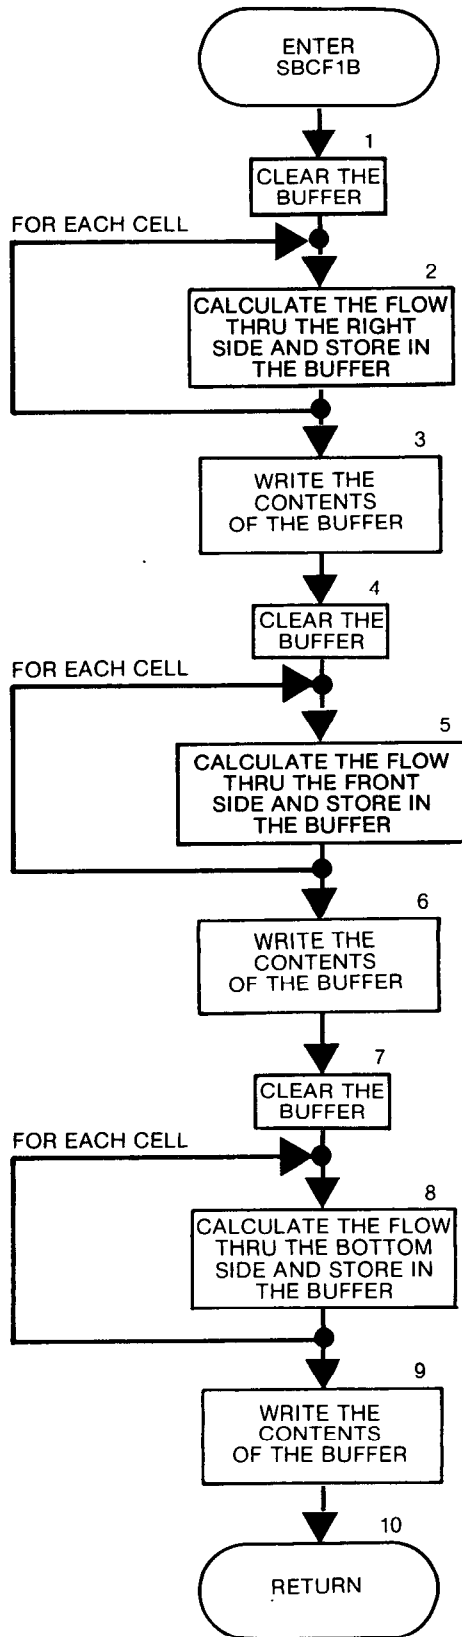 ENTER
SBCF1B
1
CLEAR THE
BUFFER
FOR EACH CELL
2
CALCULATE THE FLOW
THRU THE RIGHT
SIDE AND STORE IN
THE BUFFER
3
WRITE THE
CONTENTS
OF THE BUFFER
4
CLEAR THE
BUFFER
FOR EACH CELL
5
CALCULATE THE FLOW
THRU THE FRONT
SIDE AND STORE IN
THE BUFFER
6
WRITE THE
CONTENTS
OF THE BUFFER
7
CLEAR THE
BUFFER
FOR EACH CELL
8
CALCULATE THE FLOW
THRU THE BOTTOM
SIDE AND STORE IN
THE BUFFER
9
WRITE THE
CONTENTS
OF THE BUFFER
10
RETURN